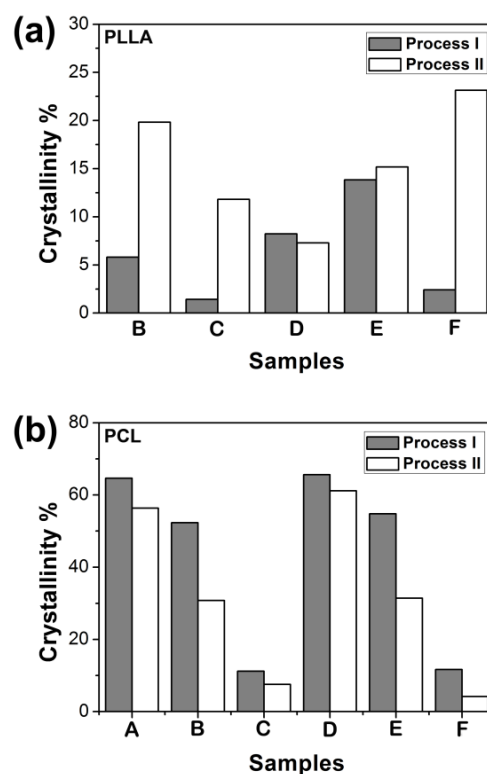 (a)
PLLA
Process I
Process II
Crystallinity %
30
25
20
15
10
5
0
B C D E F
Samples
(b)
PCL
Process I
Process II
Crystallinity %
80
60
40
20
0
A B C D E F
Samples